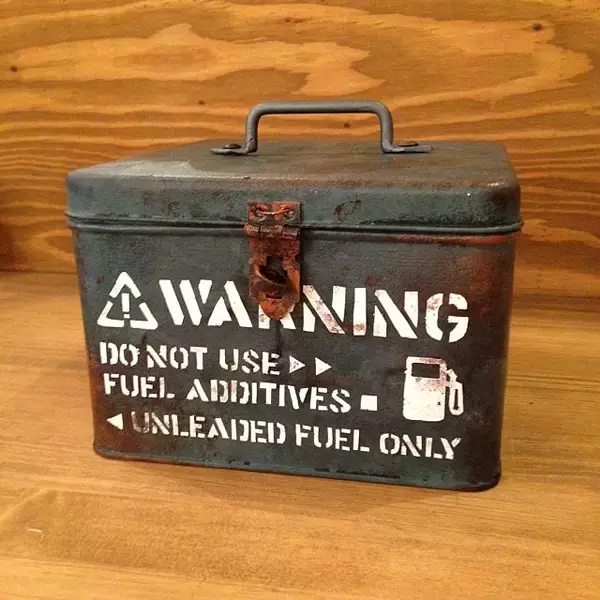 WARNING
DO NOT USE
FUEL ADDITIVES
UNLEADED FUEL ONLY